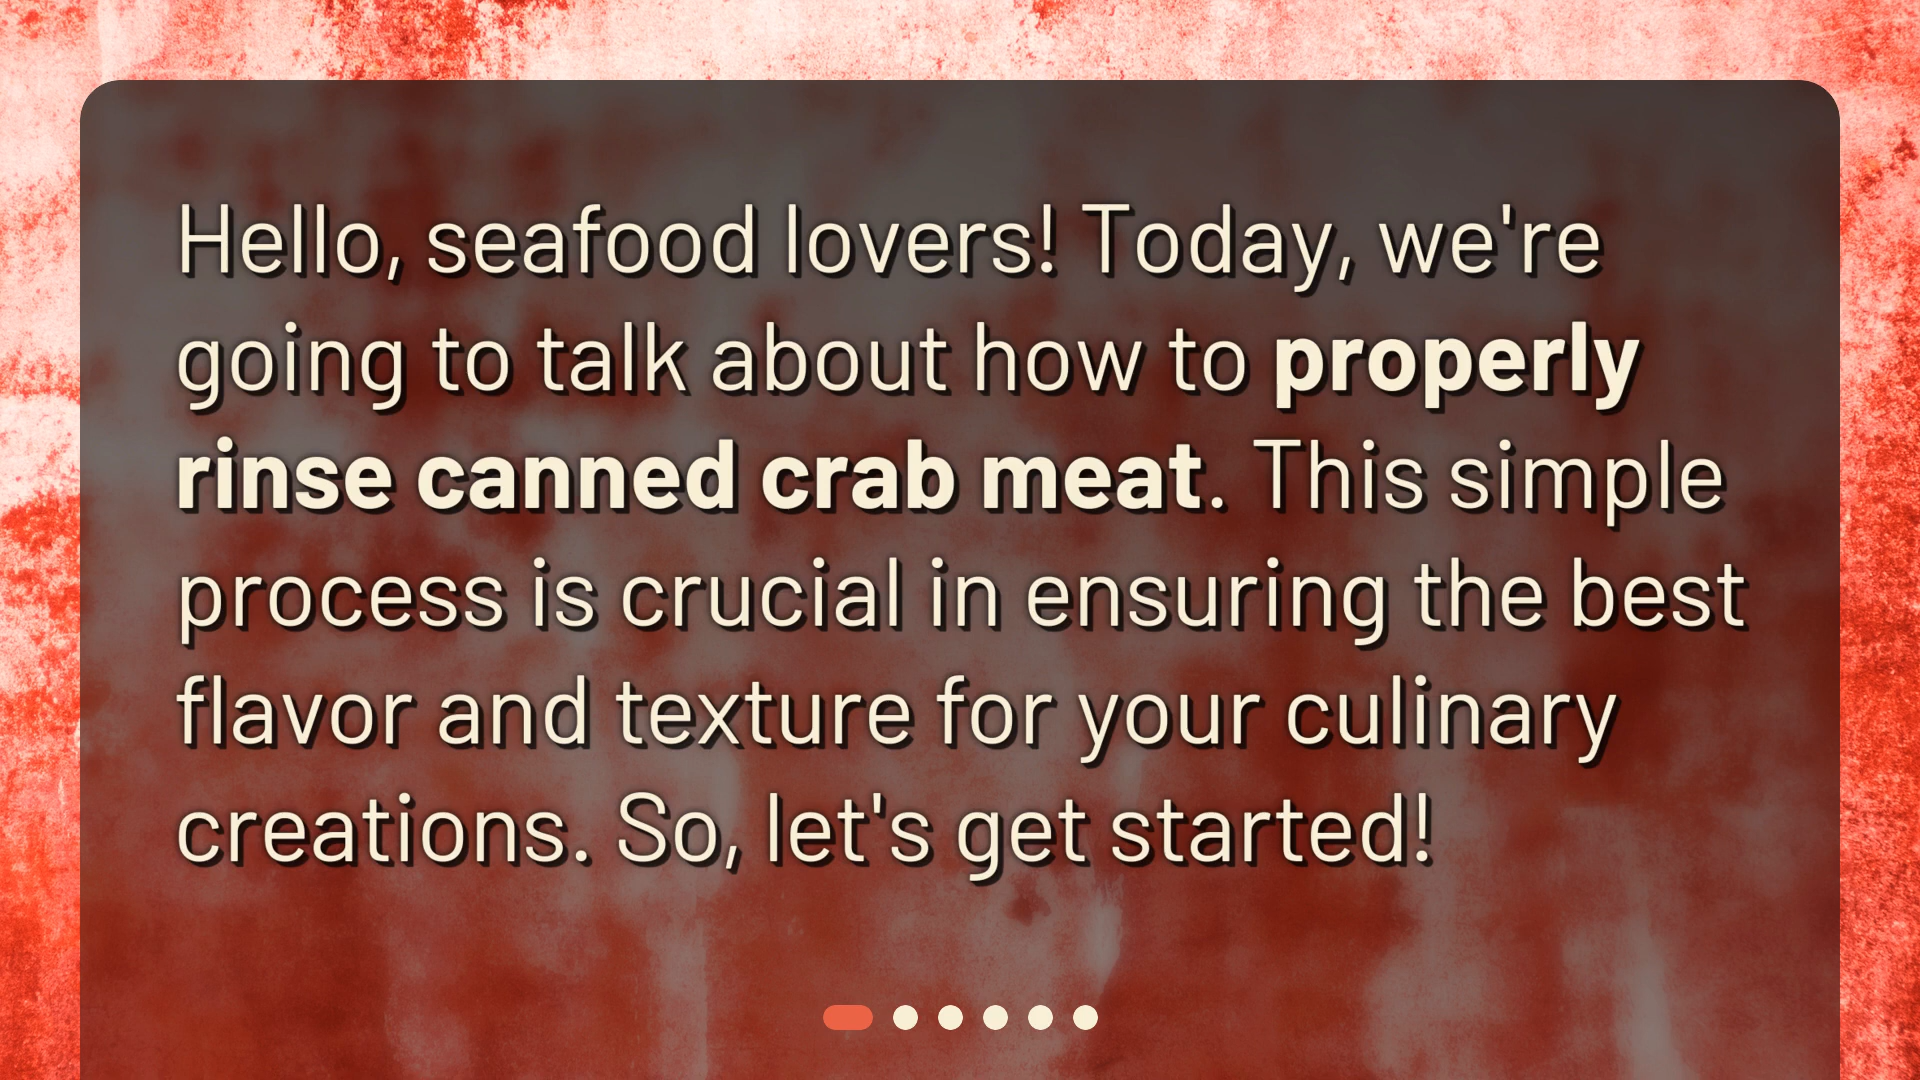 Hello, seafood lovers! Today, we're
going to talk about how to properly
rinse canned crab meat. This simple
process is crucial in ensuring the best
flavor and texture for your culinary
creations. So, let's get started!